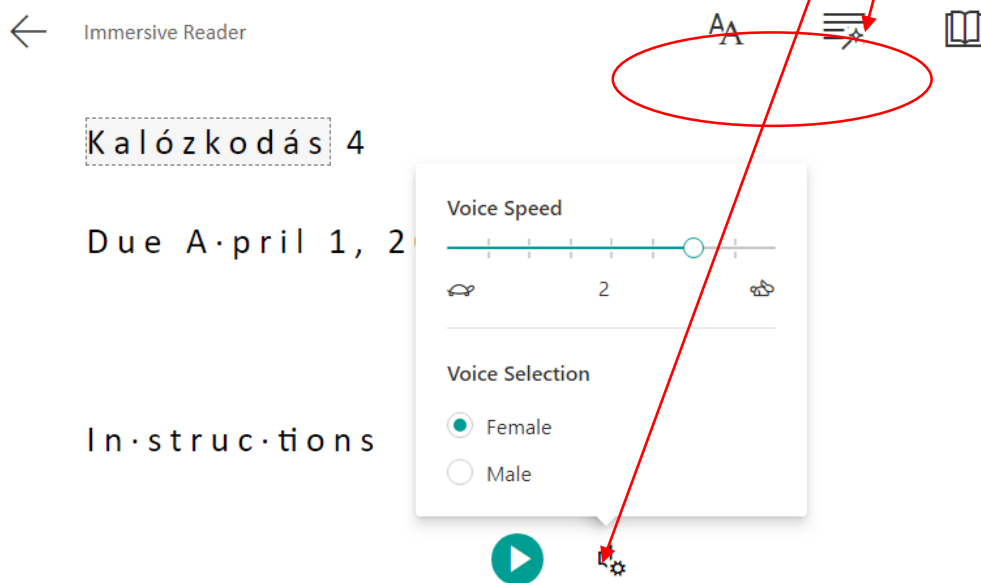 Immersive Reader
Kalózkodás 4
Due A·pril 1, 2
Voice Speed
2
Voice Selection
Female
Male
In·struc·tions